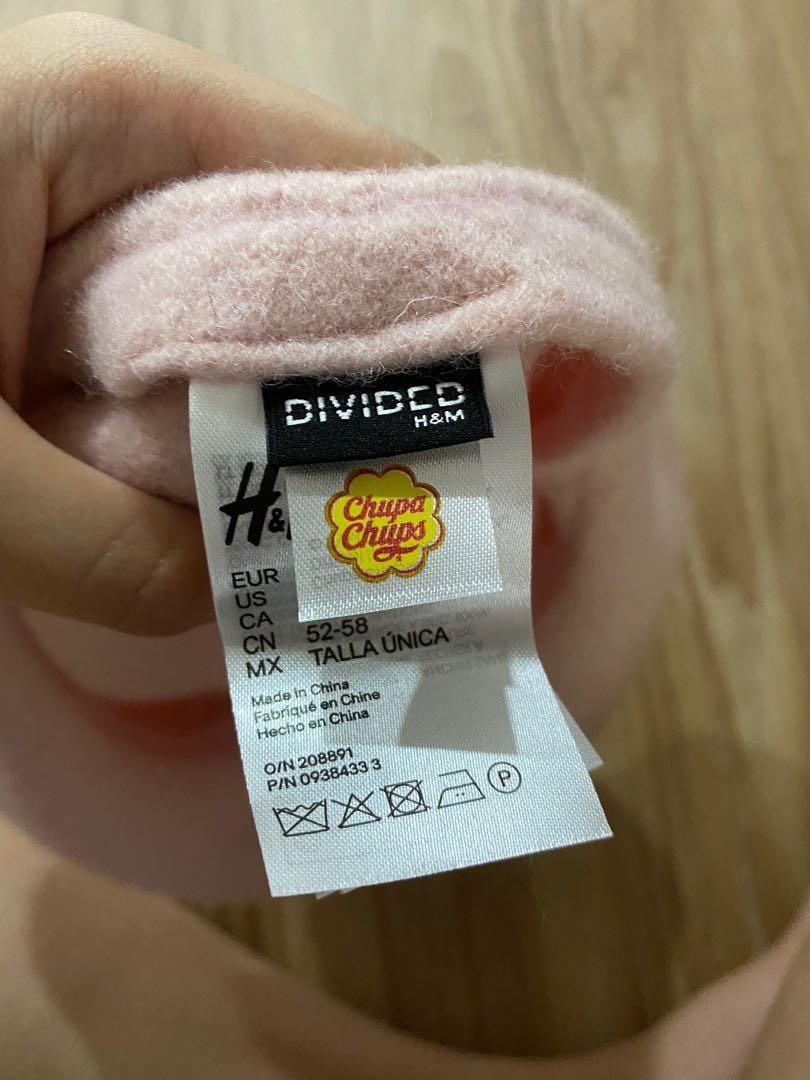 DIVIDED
H&M
Chupa
Chups
H&
EUR
US
CA
CN 52-58
MX TALLA ÚNICA
Made in China
Fabriqué en Chine
Hecho en China
O/N 208891
P/N 0938433 3
P